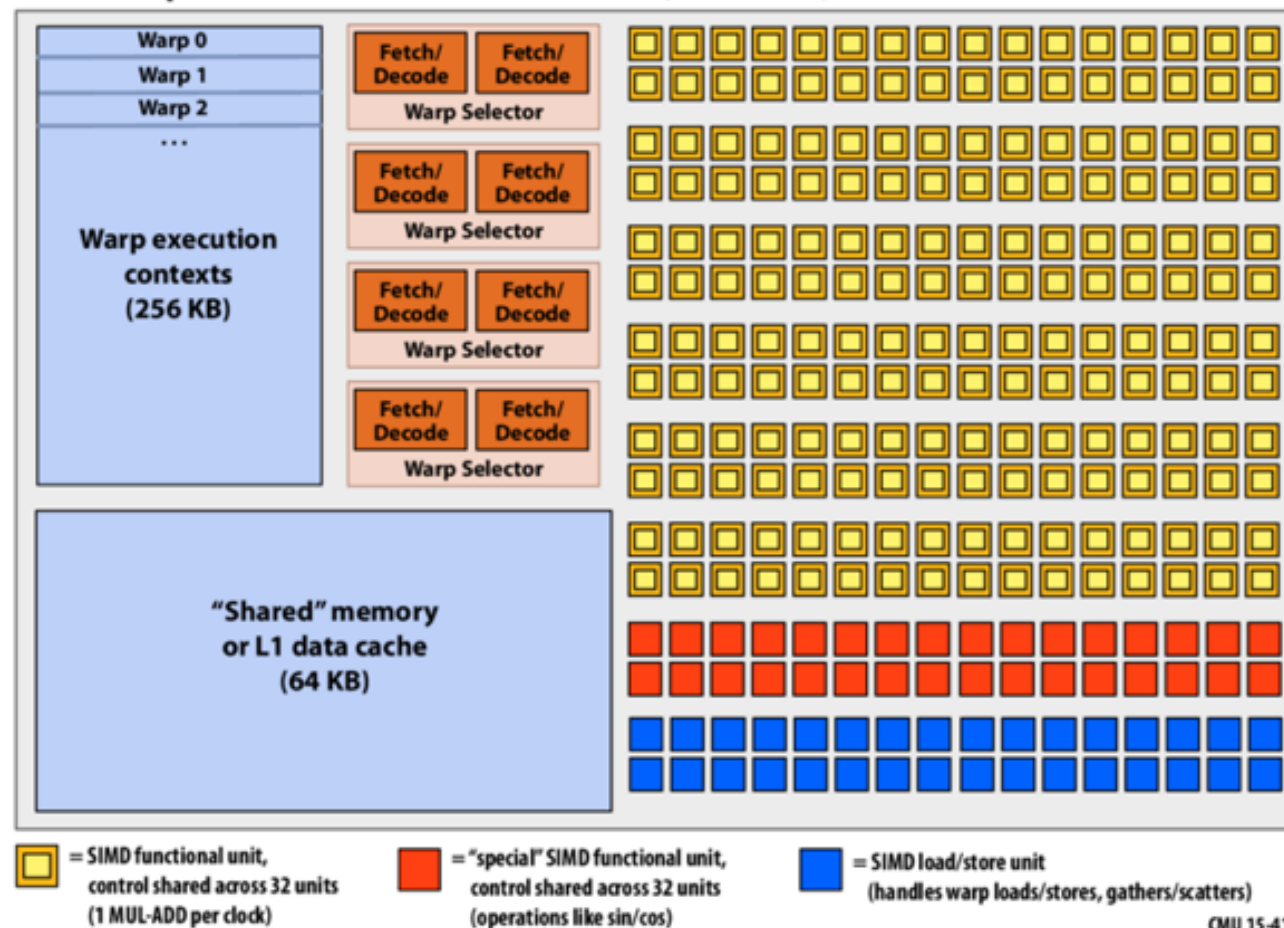 Warp 0
Warp 1
Warp 2
...
Warp execution
contexts
(256 KB)
Fetch/
Decode
Fetch/
Decode
Warp Selector
Fetch/
Decode
Fetch/
Decode
Warp Selector
Fetch/
Decode
Fetch/
Decode
Warp Selector
Fetch/
Decode
Fetch/
Decode
Warp Selector
“Shared” memory
or L1 data cache
(64 KB)
= SIMD functional unit,
control shared across 32 units
(1 MUL-ADD per clock)
= “special” SIMD functional unit,
control shared across 32 units
(operations like sin/cos)
= SIMD load/store unit
(handles warp loads/stores, gathers/scatters)
CMU